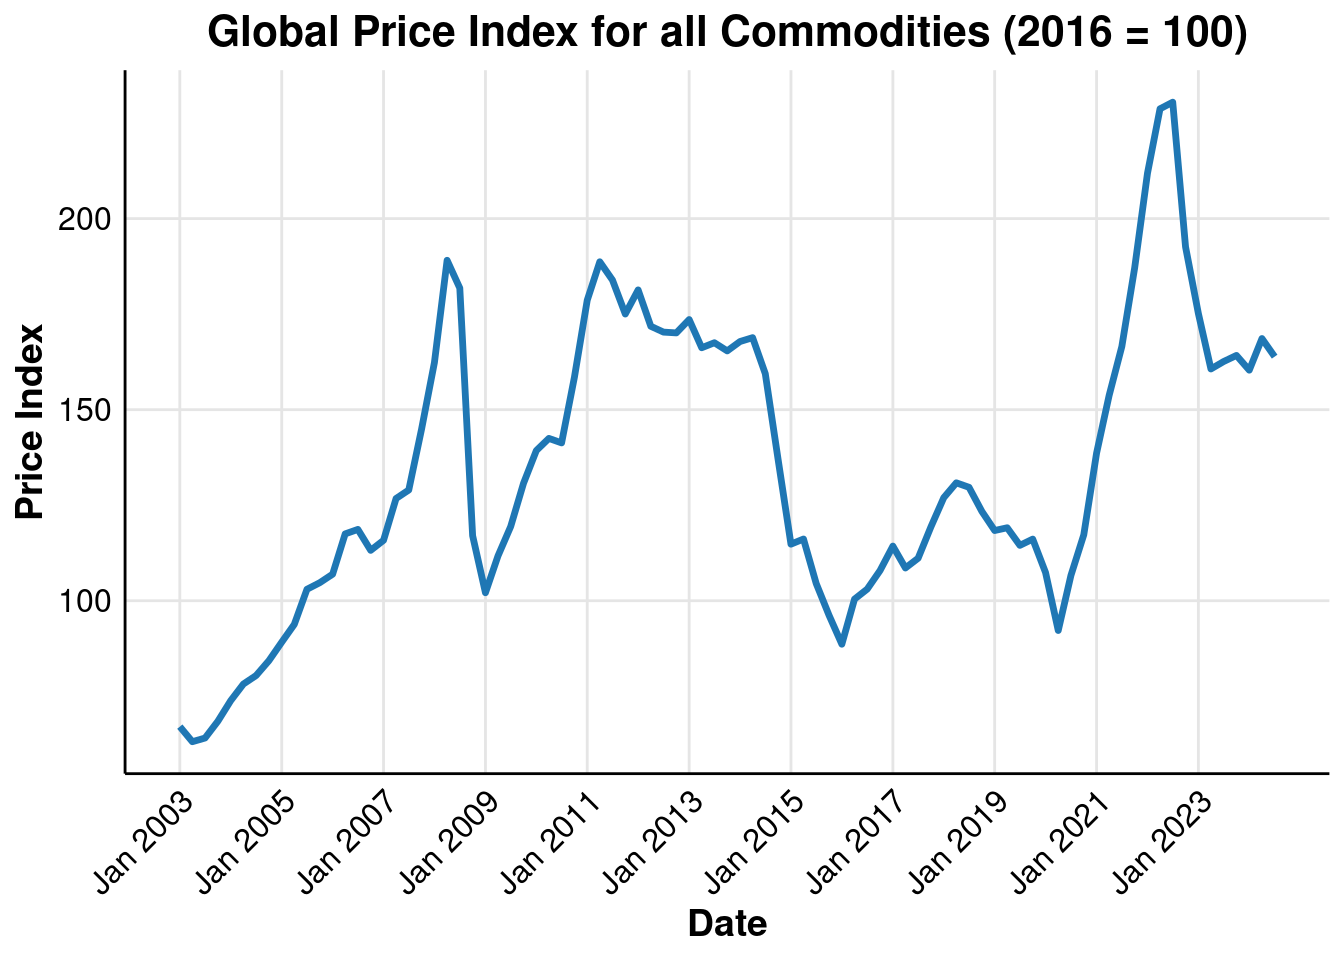 Global Price Index for all Commodities (2016 = 100)
Price Index
200
150
100
Jan 2003
Jan 2005
Jan 2007
Jan 2009
Jan 2011
Jan 2013
Jan 2015
Jan 2017
Jan 2019
Jan 2021
Jan 2023
Date